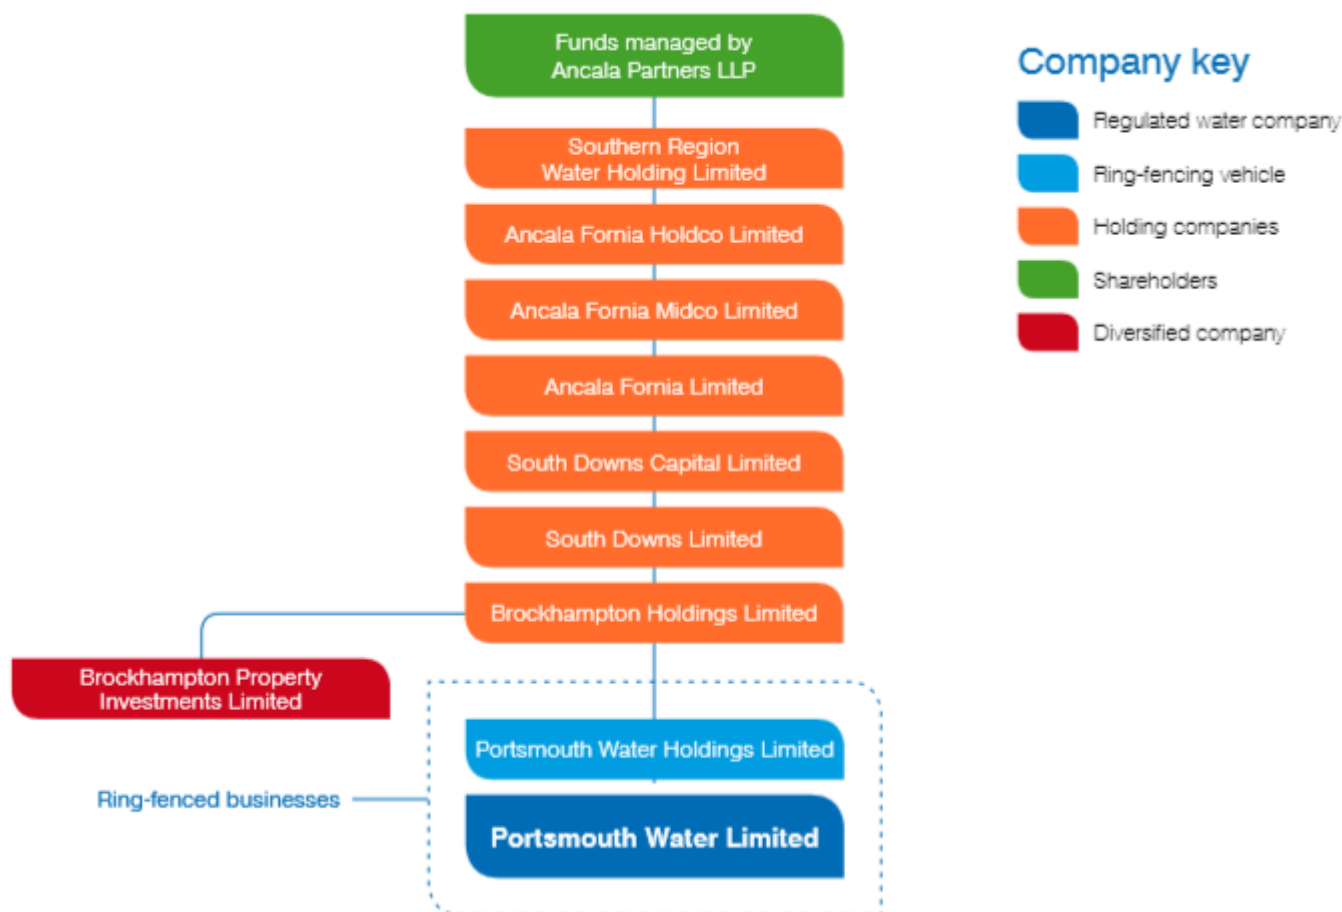 Funds managed by
Ancala Partners LLP
Company key
Regulated water company
Southern Region
Water Holding Limited
Ring-fencing vehicle
Ancala Fornia Holdco Limited
Holding companies
Shareholders
Ancala Fornia Midco Limited
Diversified company
Ancala Fornia Limited
South Downs Capital Limited
South Downs Limited
Brockhampton Holdings Limited
Brockhampton Property
Investments Limited
Portsmouth Water Holdings Limited
Ring-fenced businesses
Portsmouth Water Limited